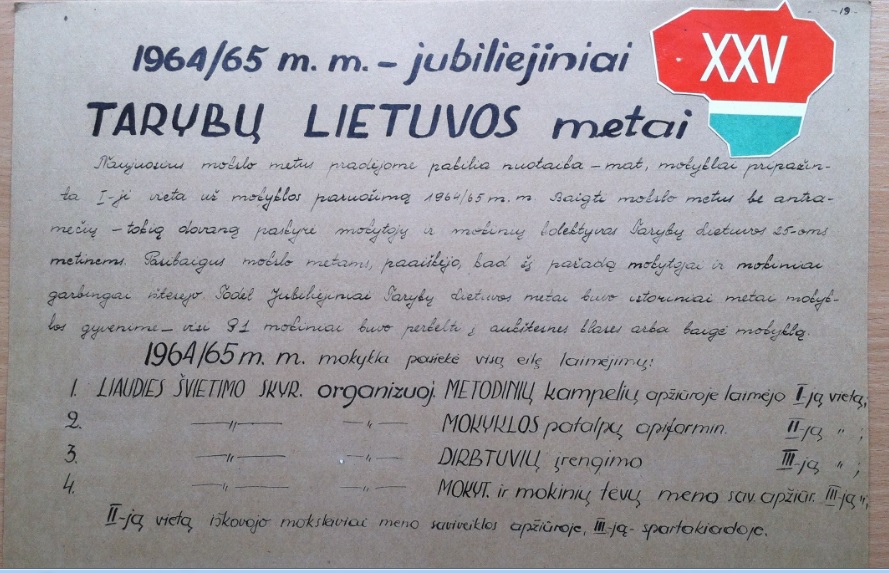 -19-
1964/65 m. m. – jubiliejiniai
XXV
TARYBŲ LIETUVOS metai
Naujuosius mokslo metus pradėjome pakilia nuotaika – mat, mokyklai pripažin-
ta I-ji vieta už mokyklos paruošimą 1964/65 m. m. Baigti mokslo metus be antra-
mečių – tokią dovaną paskyrė mokytojų ir mokinių kolektyvas Tarybų Lietuvos 25-oms
metinėms. Pasibaigus mokslo metams, paaiškėjo, kad šį pažadą mokytojai ir mokiniai
garbingai ištesėjo. Todėl Jubiliejiniai Tarybų Lietuvos metai buvo istoriniai metai mokyk-
los gyvenime – visi 91 mokiniai buvo perkelti į aukštesnes klases arba baigė mokyklą.
1964/65 m. m. mokykla pasiekė visą eilę laimėjimų:
1. LIAUDIES ŠVIETIMO SKYR. organizuoj. METODINIŲ kampelių apžiūroje laimėjo I-ją vietą,
2. —〃— —〃— MOKYKLOS patalpų apiformin. II-ją 〃;
3. —〃— —〃— DIRBTUVIŲ įrengimo III-ją 〃;
4. —〃— —〃— MOKYT. ir mokinių tėvų meno sav. apžiūr. III-ją 〃,
II-ją vietą iškovojo moksleiviai meno saviveiklos apžiūroje, III-ją - spartakiadoje.